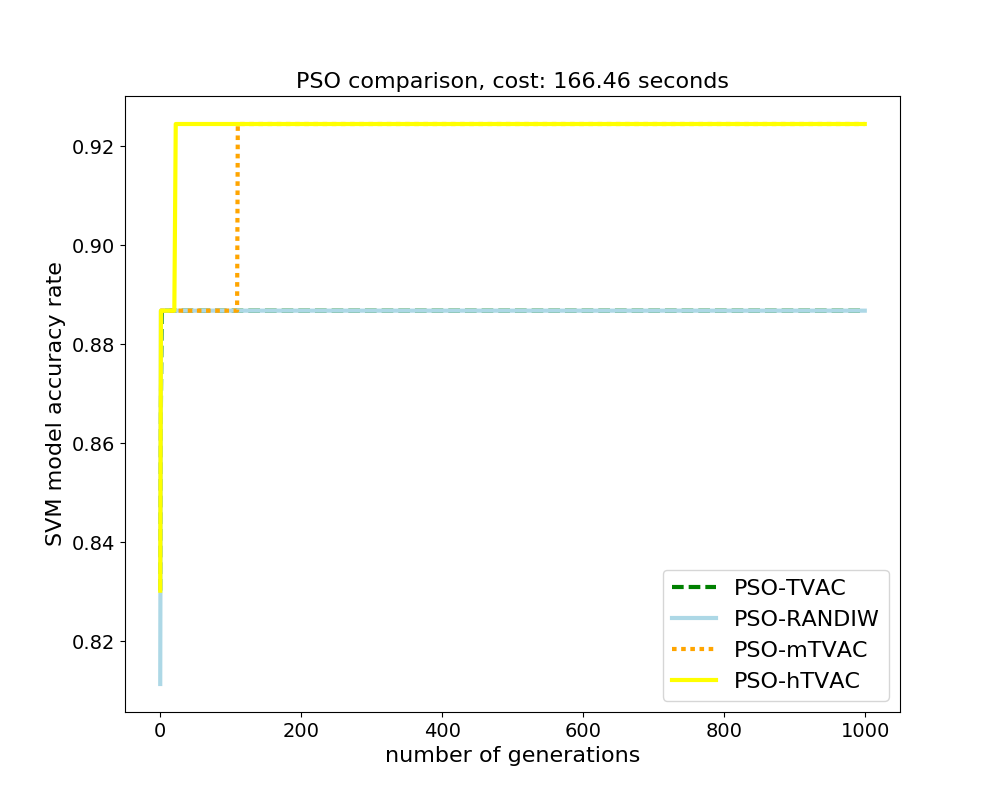 PSO comparison, cost: 166.46 seconds
SVM model accuracy rate
0.92
0.90
0.88
0.86
0.84
0.82
PSO-TVAC
PSO-RANDIW
PSO-mTVAC
PSO-hTVAC
0 200 400 600 800 1000
number of generations